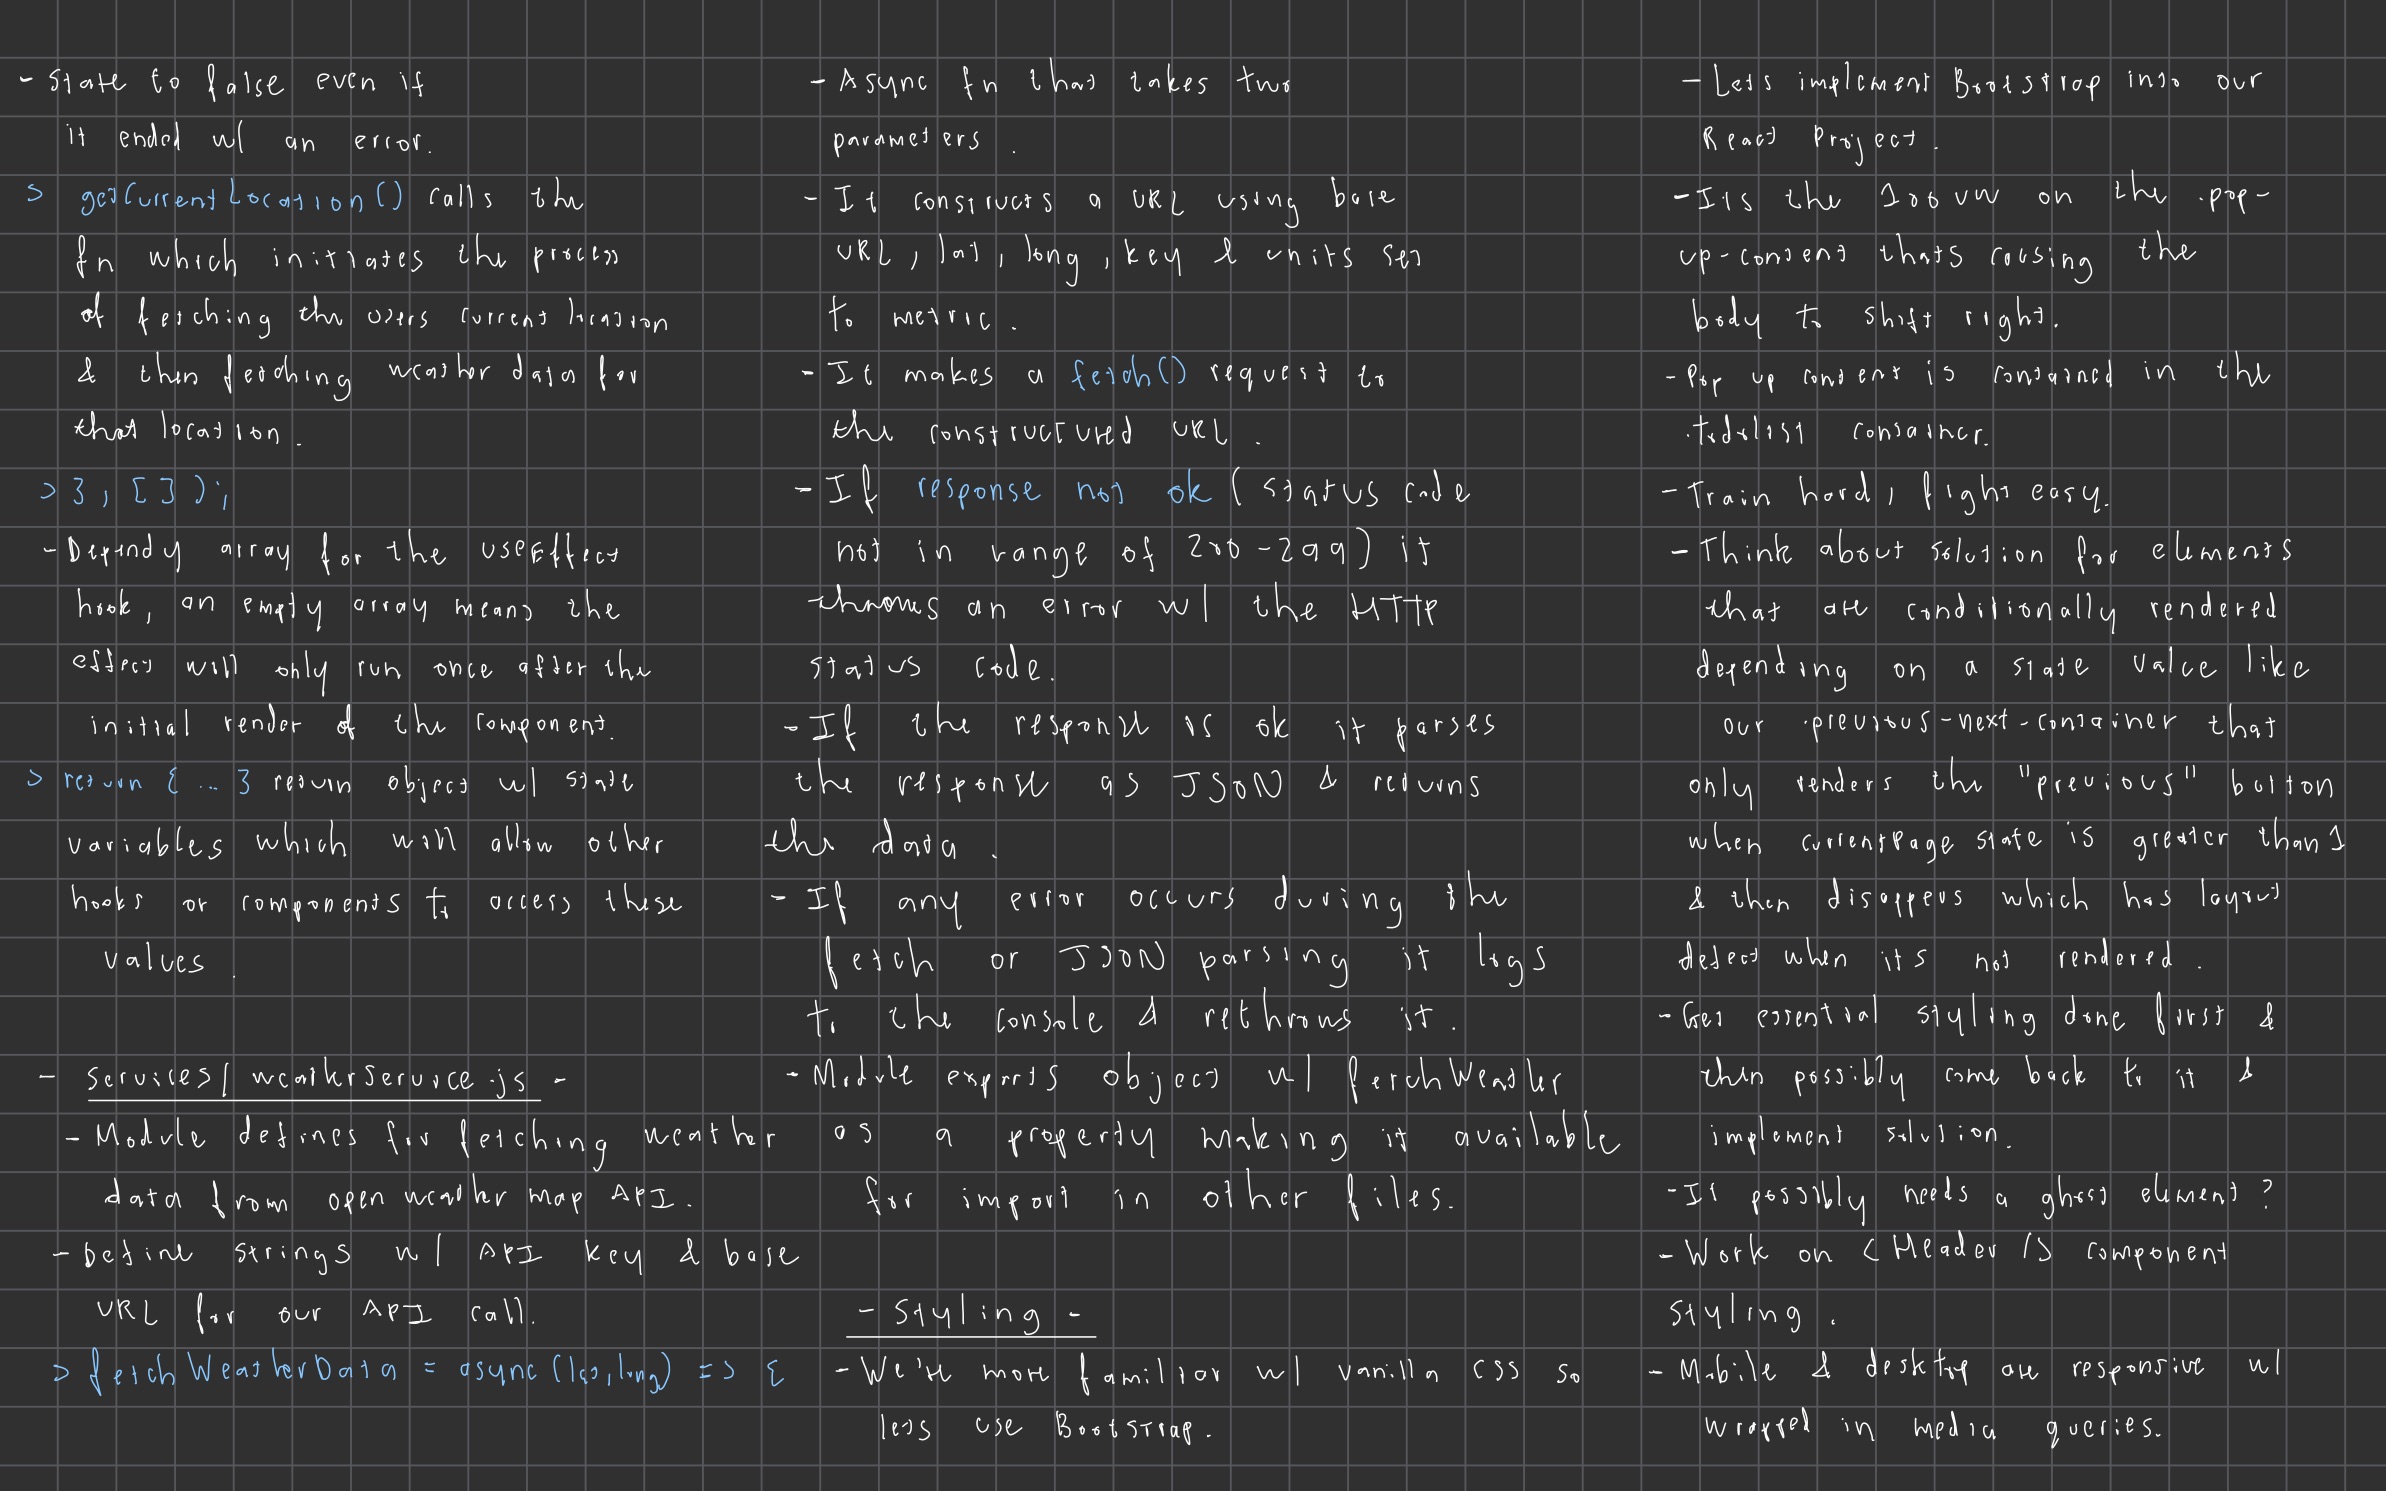 - State to false even if
it ended w/ an error.
> getCurrentLocation() calls the
fn which initiates the process
of fetching the users current location
& then fetching weather data for
that location.
> }, [ ] );
- Dependy array for the useEffect
hook, an empty array means the
effect will only run once after the
initial render of the component.
> return { ... } return object w/ state
variables which will allow other
hooks or components to access these
values.
- services/weatherService.js -
- Module defines for fetching weather
data from open weather map API.
- Define strings w/ API key & base
URL for our API call.
> fetchWeatherData = async (lat, long) => {
- Async fn that takes two
parameters.
- It constructs a URL using base
URL, lat, long, key & units set
to metric.
- It makes a fetch() request to
the constructured URL.
- If response not ok (status code
not in range of 200-299) it
throws an error w/ the HTTP
status code.
- If the response is ok it parses
the response as JSON & returns
the data.
- If any error occurs during the
fetch or JSON parsing it logs
to the console & rethrows it.
- Module exports object w/ fetchWeather
as a property making it available
for import in other files.
- Styling -
- We're more familiar w/ vanilla CSS so
lets use Bootstrap.
- Lets implement Bootstrap into our
React Project.
- Its the 100vw on the .pop-
up-content thats causing the
body to shift right.
- Pop up content is contained in the
.todolist container.
- Train hard, fight easy.
- Think about solution for elements
that are conditionally rendered
depending on a state value like
our .previous-next-container that
only renders the "previous" button
when currentPage state is greater than 1
& then disappears which has layout
defect when its not rendered.
- Get essential styling done first &
then possibly come back to it &
implement solution.
- It possibly needs a ghost element?
- Work on <Header /> component
styling.
- Mobile & desktop are responsive w/
wrapped in media queries.